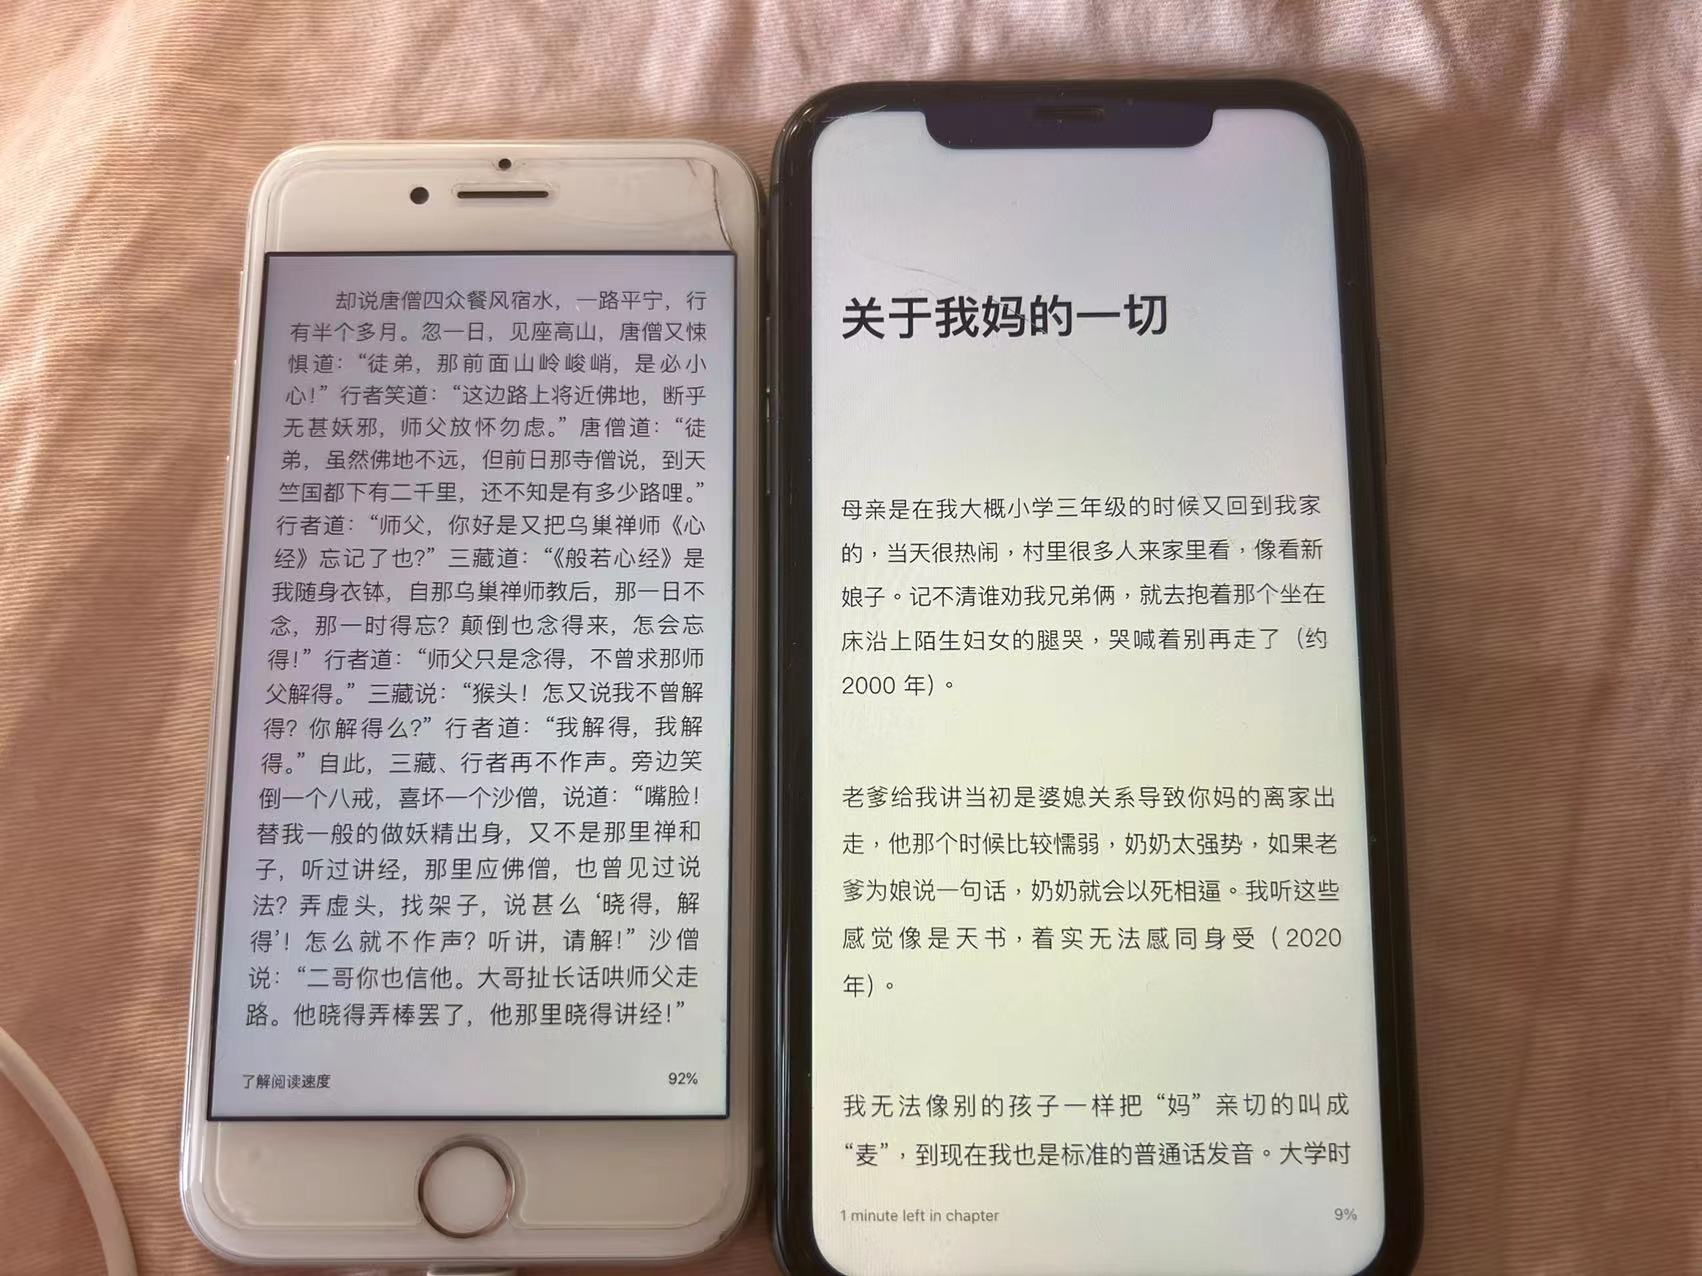 却说唐僧四众餐风宿水，一路平宁，行
有半个多月。忽一日，见座高山，唐僧又悚
惧道：“徒弟，那前面山岭峻峭，是必小
心！”行者笑道：“这边路上将近佛地，断乎
无甚妖邪，师父放怀勿虑。”唐僧道：“徒
弟，虽然佛地不远，但前日那寺僧说，到天
竺国都下有二千里，还不知是有多少路哩。”
行者道：“师父，你好是又把乌巢禅师《心
经》忘记了也？”三藏道：“《般若心经》是
我随身衣钵，自那乌巢禅师教后，那一日不
念，那一时得忘？颠倒也念得来，怎会忘
得！”行者道：“师父只是念得，不曾求那师
父解得。”三藏说：“猴头！怎又说我不曾解
得？你解得么？”行者道：“我解得，我解
得。”自此，三藏、行者再不作声。旁边笑
倒一个八戒，喜坏一个沙僧，说道：“嘴脸！
替我一般的做妖精出身，又不是那里禅和
子，听过讲经，那里应佛僧，也曾见过说
法？弄虚头，找架子，说甚么‘晓得，解
得’！怎么就不作声？听讲，请解！”沙僧
说：“二哥你也信他。大哥扯长话哄师父走
路。他晓得弄棒罢了，他那里晓得讲经！”
了解阅读速度 92%
关于我妈的一切
母亲是在我大概小学三年级的时候又回到我家
的，当天很热闹，村里很多人来家里看，像看新
娘子。记不清谁劝我兄弟俩，就去抱着那个坐在
床沿上陌生妇女的腿哭，哭喊着别再走了（约
2000 年）。
老爹给我讲当初是婆媳关系导致你妈的离家出
走，他那个时候比较懦弱，奶奶太强势，如果老
爹为娘说一句话，奶奶就会以死相逼。我听这些
感觉像是天书，着实无法感同身受（2020
年）。
我无法像别的孩子一样把“妈”亲切的叫成
“麦”，到现在我也是标准的普通话发音。大学时
1 minute left in chapter 9%